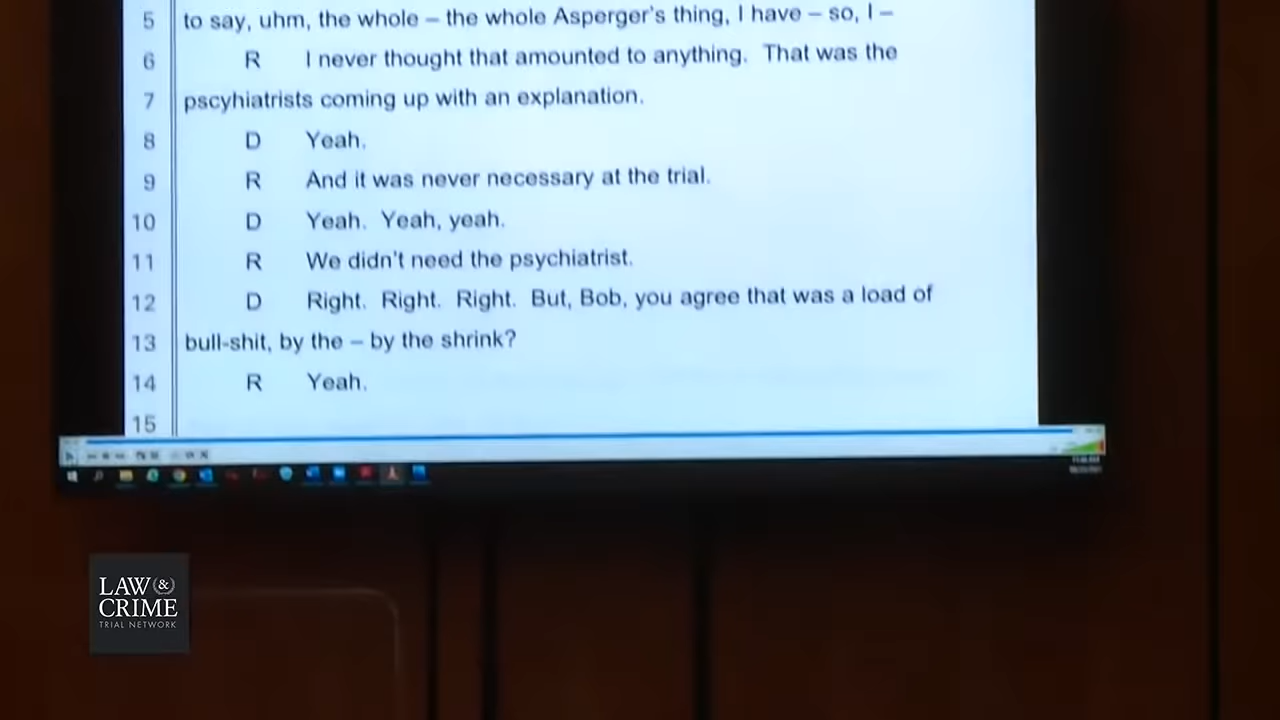 5 to say, uhm, the whole – the whole Asperger's thing, I have – so, I –
6 R I never thought that amounted to anything. That was the
7 pscyhiatrists coming up with an explanation.
8 D Yeah.
9 R And it was never necessary at the trial.
10 D Yeah. Yeah, yeah.
11 R We didn't need the psychiatrist.
12 D Right. Right. Right. But, Bob, you agree that was a load of
13 bull-shit, by the – by the shrink?
14 R Yeah.
15
LAW &
CRIME
TRIAL NETWORK